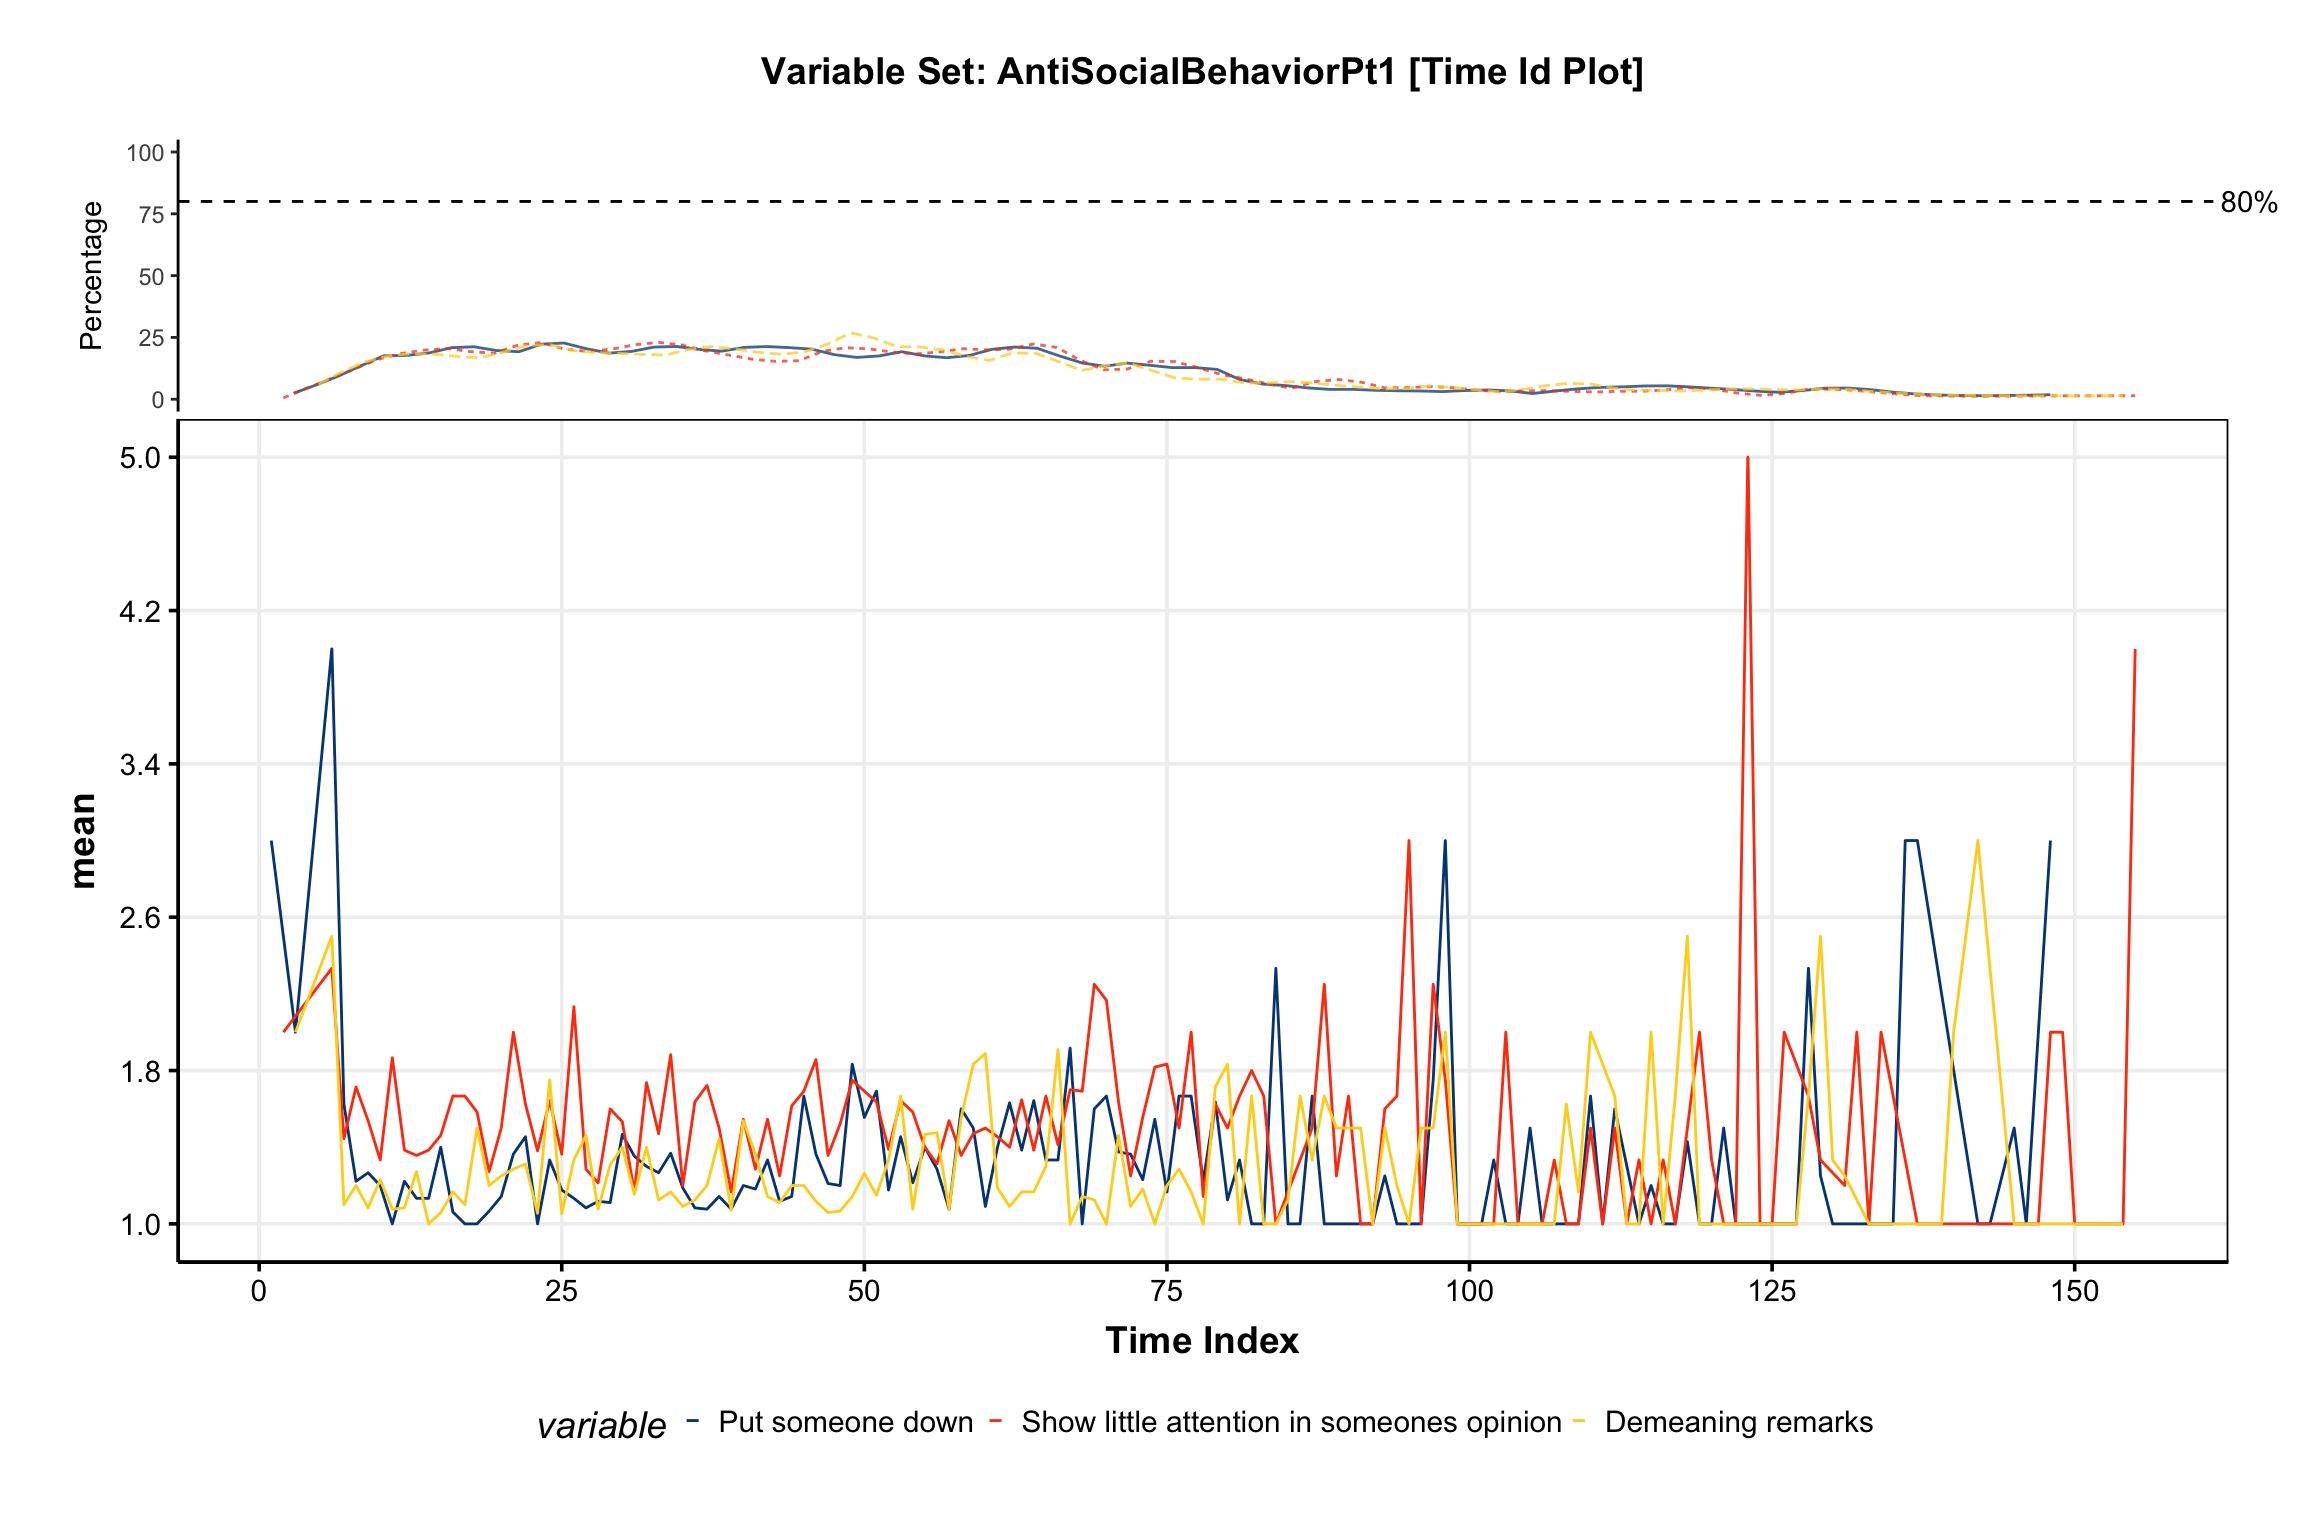 Variable Set: AntiSocialBehaviorPt1 [Time Id Plot]
Percentage
100
75
50
25
0
80%
mean
5.0
4.2
3.4
2.6
1.8
1.0
0 25 50 75 100 125 150
Time Index
variable Put someone down Show little attention in someones opinion Demeaning remarks